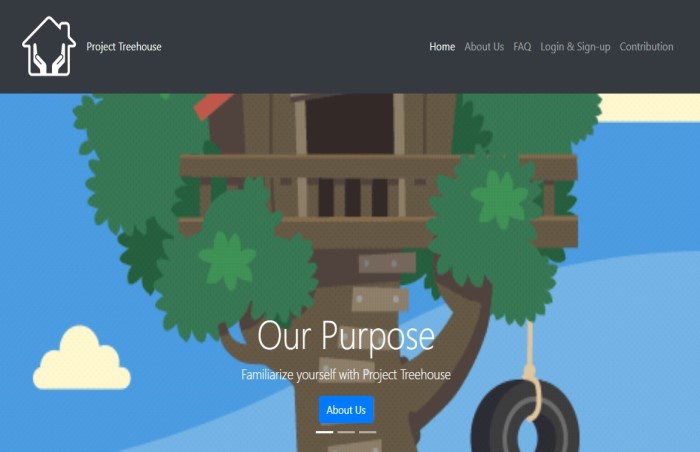 Project Treehouse
Home About Us FAQ Login & Sign-up Contribution
Our Purpose
Familiarize yourself with Project Treehouse
About Us